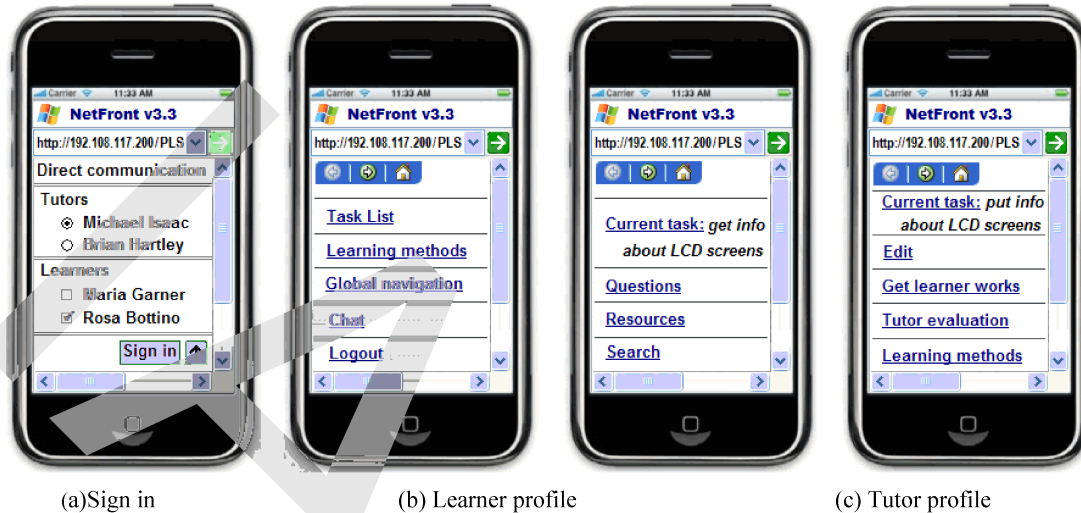 Carrier 11:33 AM
NetFront v3.3
http://192.108.117.200/PLS
Direct communication
Tutors
Michael Isaac
Brian Hartley
Learners
Maria Garner
Rosa Bottino
Sign in
(a)Sign in
Carrier 11:33 AM
NetFront v3.3
http://192.108.117.200/PLS
Task List
Learning methods
Global navigation
Chat
Logout
Carrier 11:33 AM
NetFront v3.3
http://192.108.117.200/PLS
Current task: get info
about LCD screens
Questions
Resources
Search
(b) Learner profile
Carrier 11:33 AM
NetFront v3.3
http://192.108.117.200/PLS
Current task: put info
about LCD screens
Edit
Get learner works
Tutor evaluation
Learning methods
(c) Tutor profile